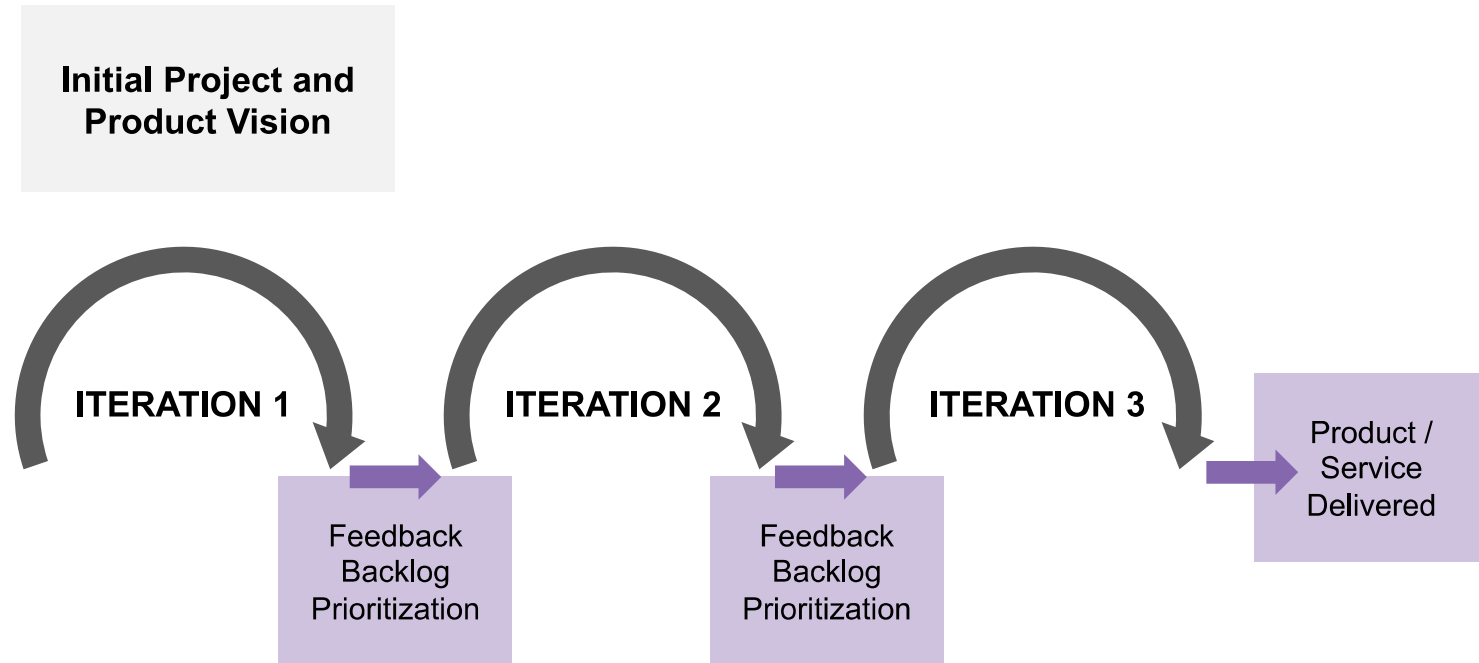 Initial Project and
Product Vision
ITERATION 1
ITERATION 2
ITERATION 3
Feedback
Backlog
Prioritization
Feedback
Backlog
Prioritization
Product /
Service
Delivered